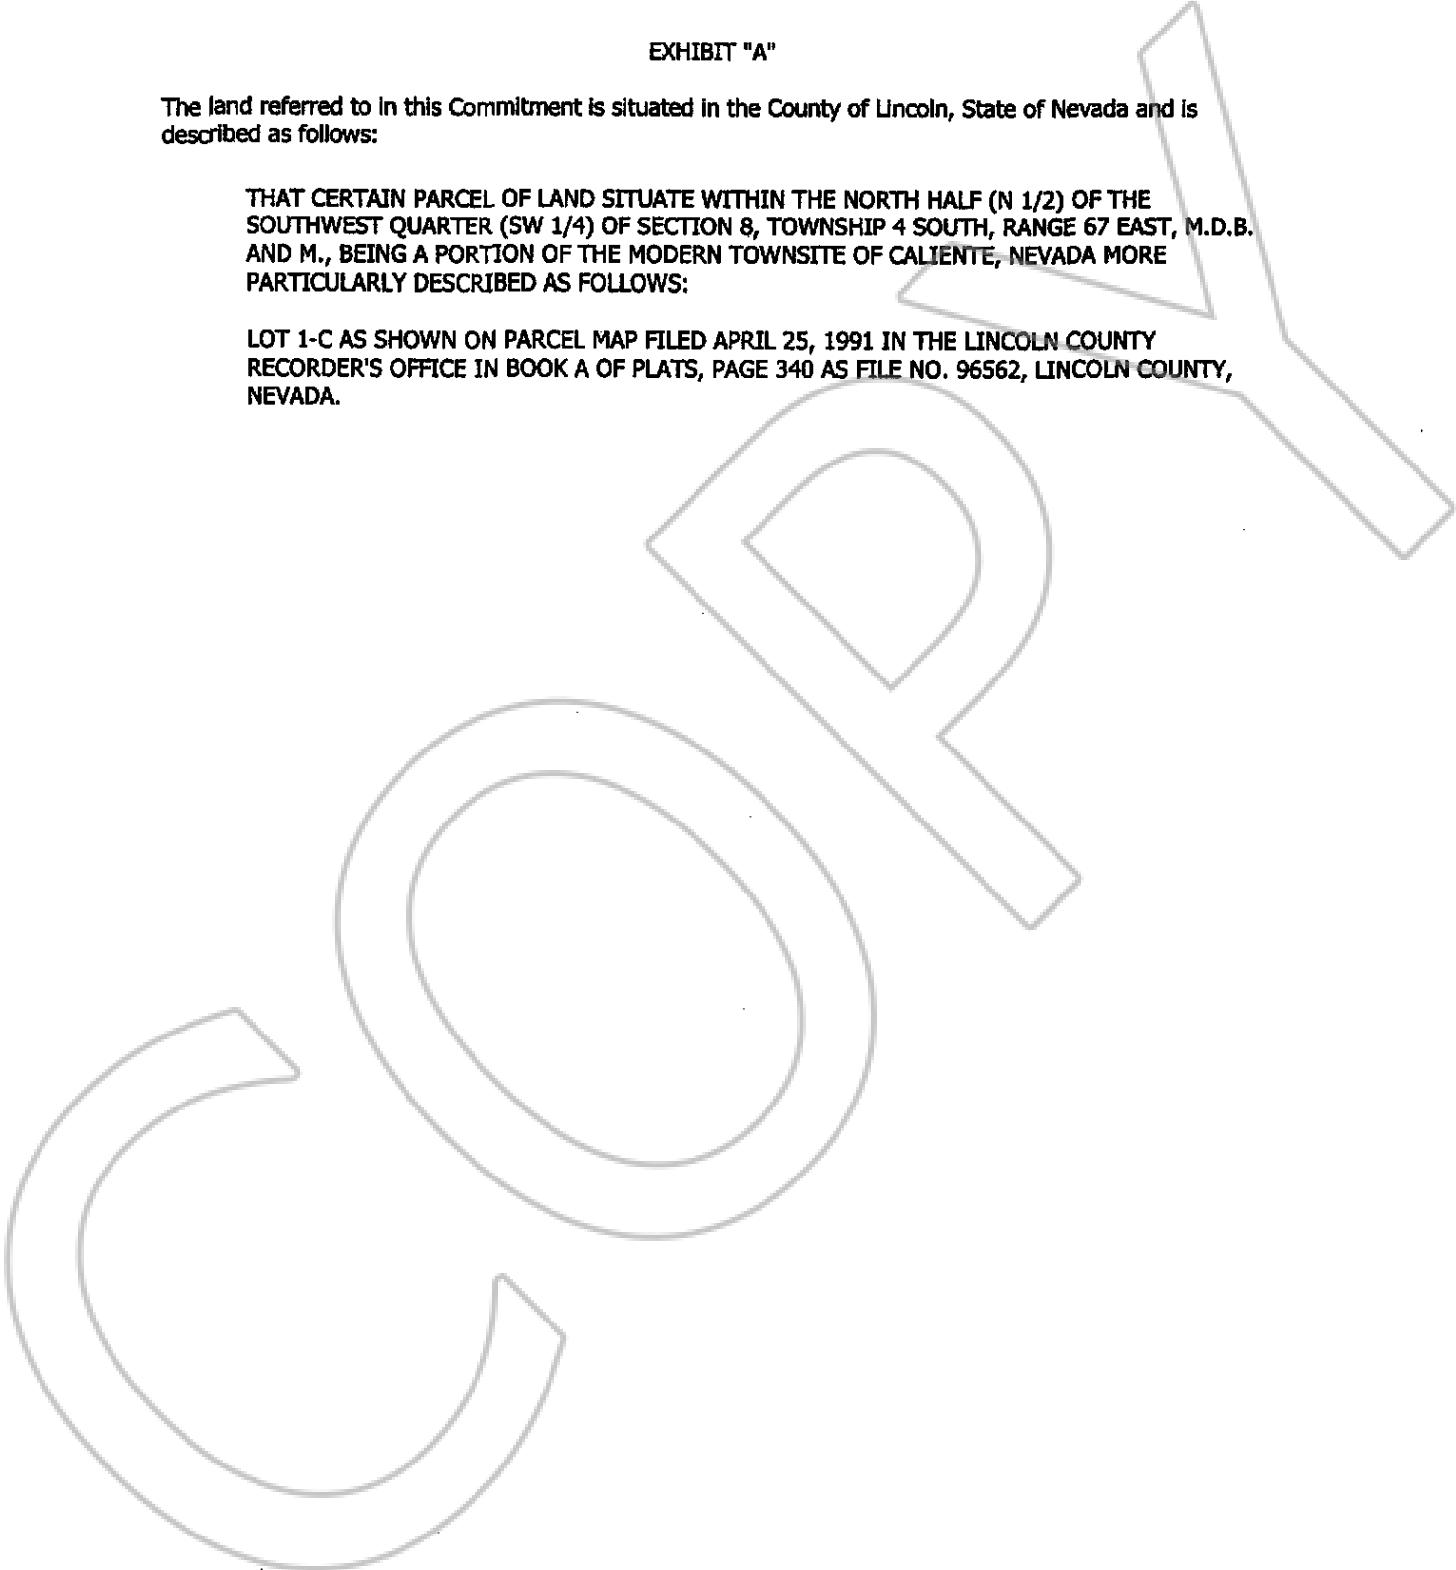 EXHIBIT "A"
The land referred to in this Commitment is situated in the County of Lincoln, State of Nevada and is
described as follows:
THAT CERTAIN PARCEL OF LAND SITUATE WITHIN THE NORTH HALF (N 1/2) OF THE
SOUTHWEST QUARTER (SW 1/4) OF SECTION 8, TOWNSHIP 4 SOUTH, RANGE 67 EAST, M.D.B.
AND M., BEING A PORTION OF THE MODERN TOWNSITE OF CALIENTE, NEVADA MORE
PARTICULARLY DESCRIBED AS FOLLOWS:
LOT 1-C AS SHOWN ON PARCEL MAP FILED APRIL 25, 1991 IN THE LINCOLN COUNTY
RECORDER'S OFFICE IN BOOK A OF PLATS, PAGE 340 AS FILE NO. 96562, LINCOLN COUNTY,
NEVADA.
COPY